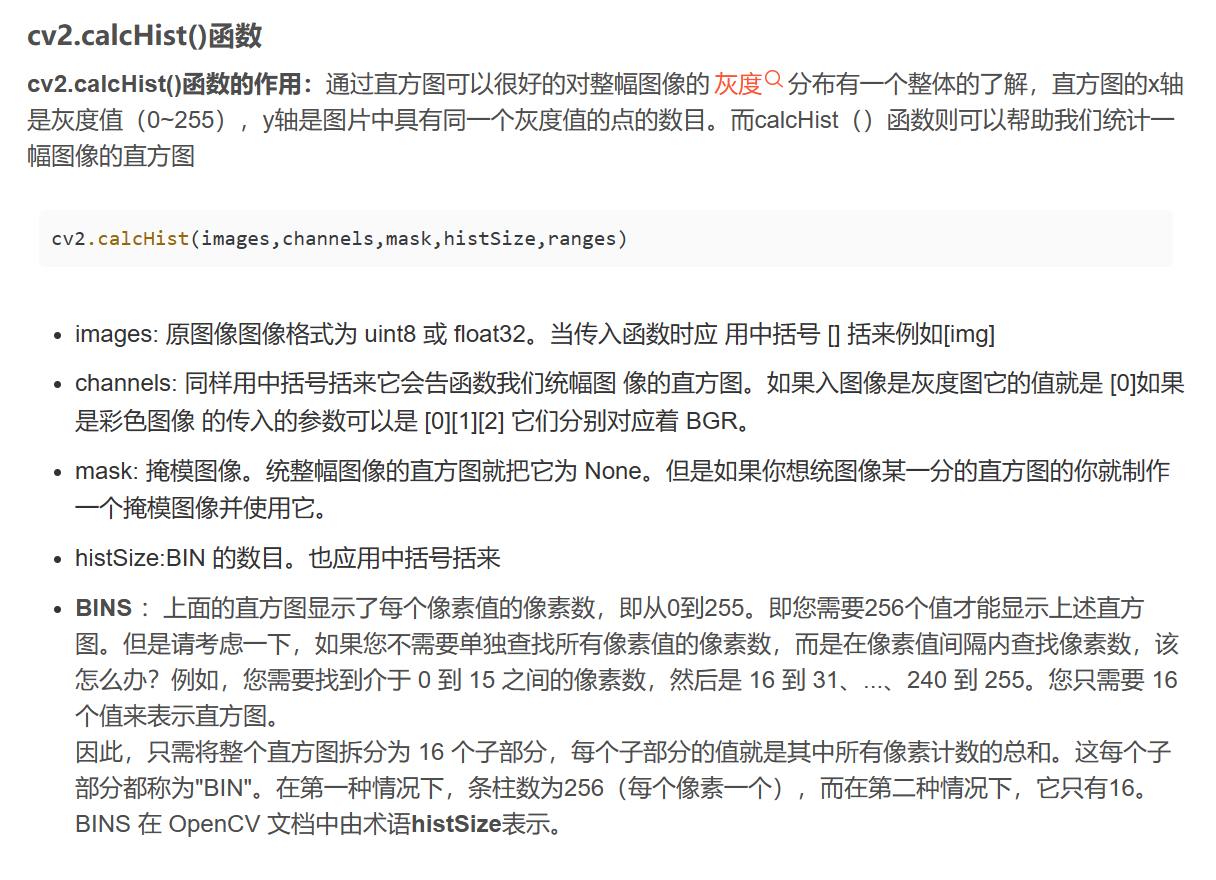 cv2.calcHist()函数
cv2.calcHist()函数的作用：通过直方图可以很好的对整幅图像的 灰度 分布有一个整体的了解，直方图的x轴
是灰度值（0~255），y轴是图片中具有同一个灰度值的点的数目。而calcHist（）函数则可以帮助我们统计一
幅图像的直方图
cv2.calcHist(images,channels,mask,histSize,ranges)
• images: 原图像图像格式为 uint8 或 float32。当传入函数时应 用中括号 [] 括来例如[img]
• channels: 同样用中括号括来它会告函数我们统幅图 像的直方图。如果入图像是灰度图它的值就是 [0]如果
是彩色图像 的传入的参数可以是 [0][1][2] 它们分别对应着 BGR。
• mask: 掩模图像。统整幅图像的直方图就把它为 None。但是如果你想统图像某一分的直方图的你就制作
一个掩模图像并使用它。
• histSize:BIN 的数目。也应用中括号括来
• BINS ：上面的直方图显示了每个像素值的像素数，即从0到255。即您需要256个值才能显示上述直方
图。但是请考虑一下，如果您不需要单独查找所有像素值的像素数，而是在像素值间隔内查找像素数，该
怎么办？例如，您需要找到介于 0 到 15 之间的像素数，然后是 16 到 31、...、240 到 255。您只需要 16
个值来表示直方图。
因此，只需将整个直方图拆分为 16 个子部分，每个子部分的值就是其中所有像素计数的总和。这每个子
部分都称为"BIN"。在第一种情况下，条柱数为256（每个像素一个），而在第二种情况下，它只有16。
BINS 在 OpenCV 文档中由术语histSize表示。